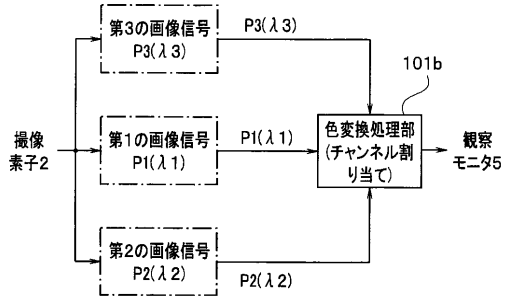 第3の画像信号
P3(λ3)
P3(λ3)
101b
撮像
素子2
第1の画像信号
P1(λ1)
P1(λ1)
色変換処理部
(チャンネル割
り当て)
観察
モニタ5
第2の画像信号
P2(λ2)
P2(λ2)